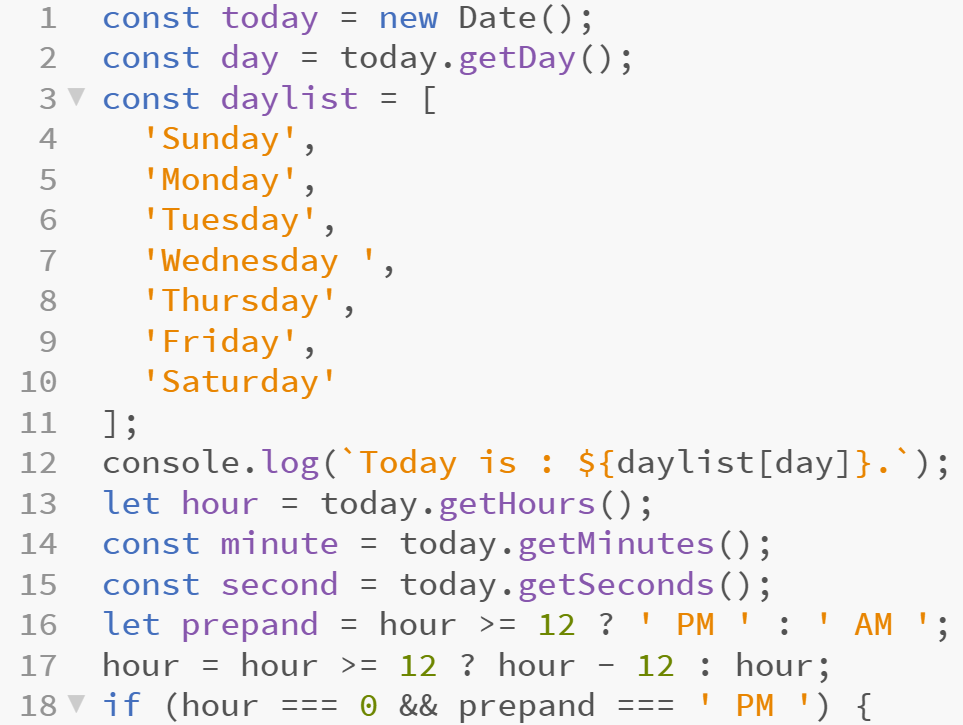 1 const today = new Date();
2 const day = today.getDay();
3 const daylist = [
4   'Sunday',
5   'Monday',
6   'Tuesday',
7   'Wednesday ',
8   'Thursday',
9   'Friday',
10   'Saturday'
11 ];
12 console.log(`Today is : ${daylist[day]}.`);
13 let hour = today.getHours();
14 const minute = today.getMinutes();
15 const second = today.getSeconds();
16 let prepand = hour >= 12 ? ' PM ' : ' AM ';
17 hour = hour >= 12 ? hour - 12 : hour;
18 if (hour === 0 && prepand === ' PM ') {